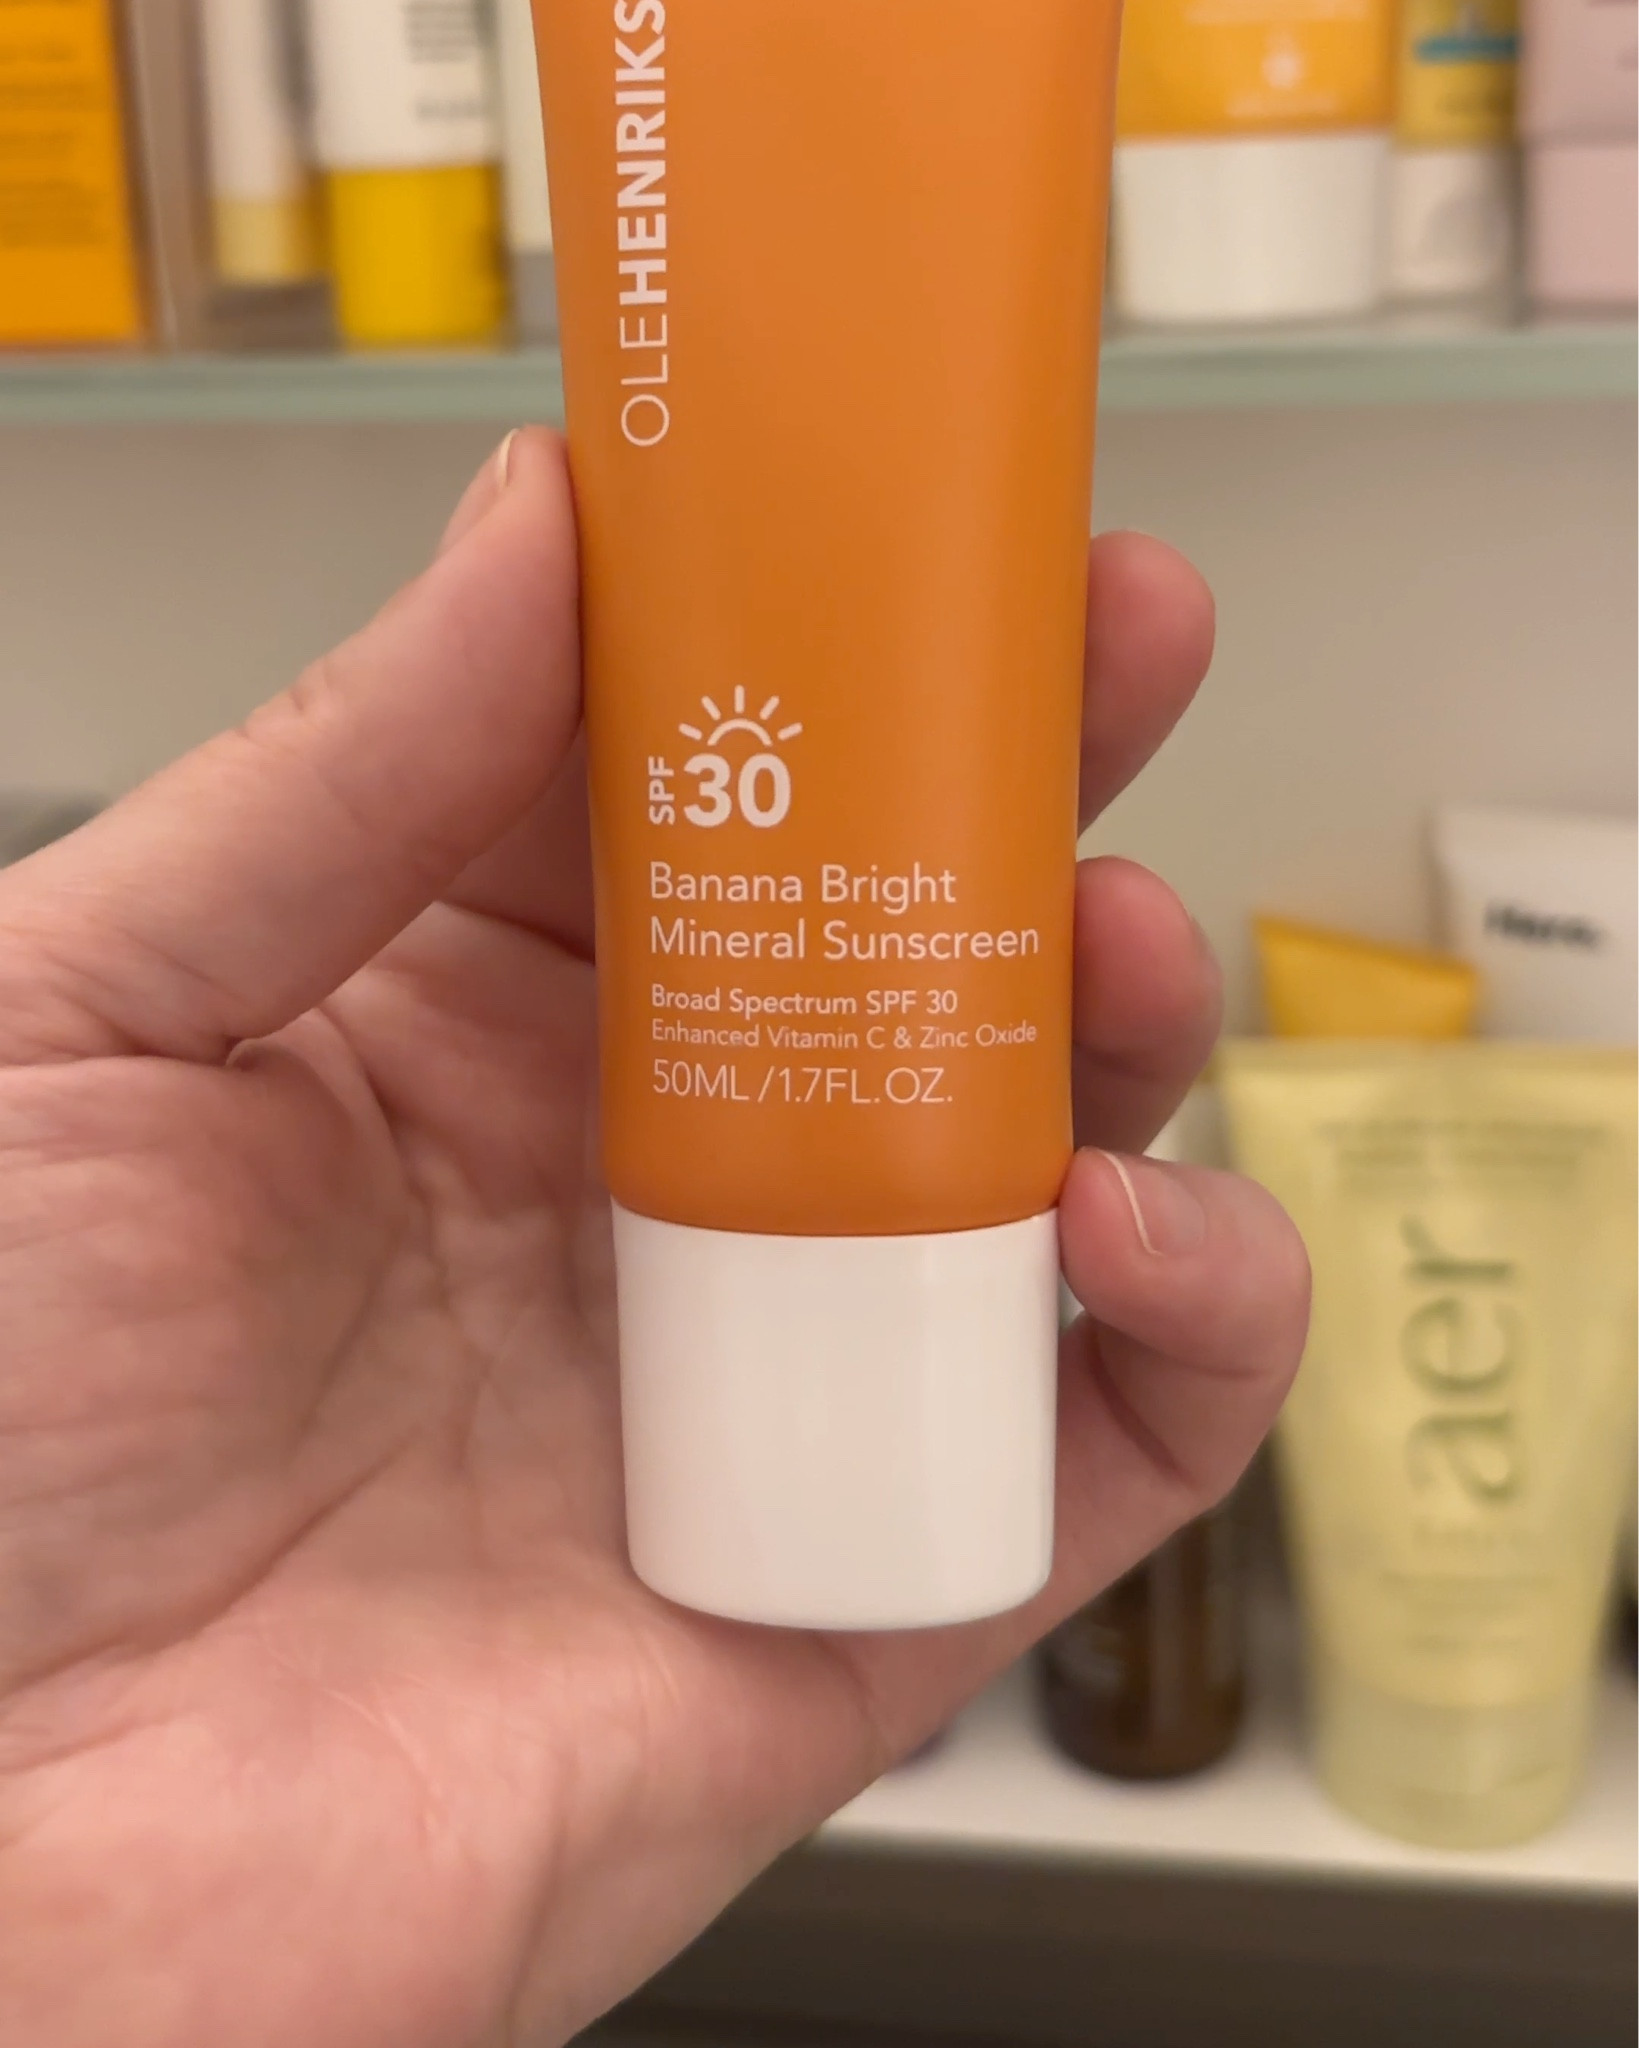 OLEHENRIKS
SPF 30
Banana Bright
Mineral Sunscreen
Broad Spectrum SPF 30
Enhanced Vitamin C & Zinc Oxide
50ML/1.7FL.OZ.
aer